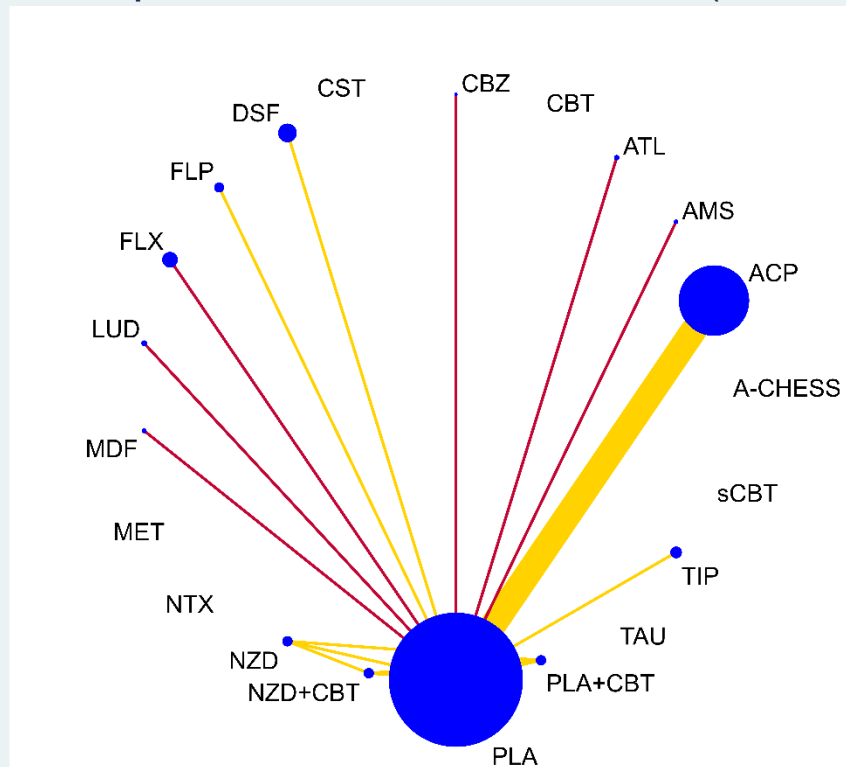 CST
CBZ
CBT
DSF
ATL
FLP
AMS
FLX
ACP
LUD
A-CHESS
MDF
sCBT
MET
TIP
NTX
TAU
NZD
PLA+CBT
NZD+CBT
PLA